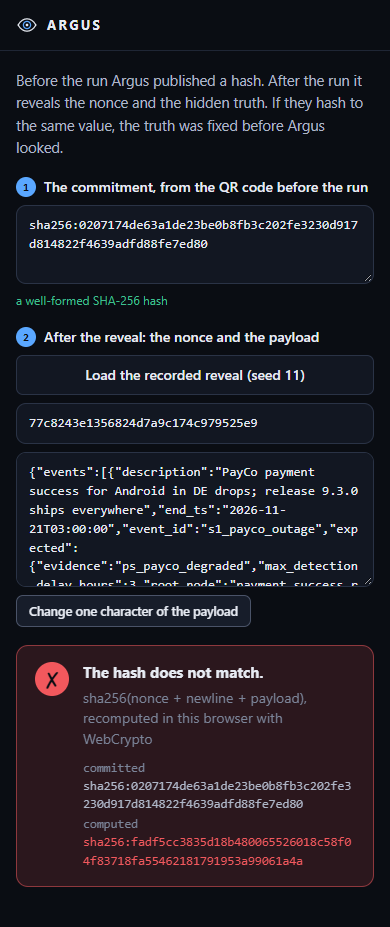 ARGUS
Before the run Argus published a hash. After the run it
reveals the nonce and the hidden truth. If they hash to
the same value, the truth was fixed before Argus
looked.
1 The commitment, from the QR code before the run
sha256:0207174de63a1de23be0b8fb3c202fe3230d917
d814822f4639adfd88fe7ed80
a well-formed SHA-256 hash
2 After the reveal: the nonce and the payload
Load the recorded reveal (seed 11)
77c8243e1356824d7a9c174c979525e9
{"events":[{"description":"PayCo payment
success for Android in DE drops; release 9.3.0
ships everywhere","end_ts":"2026-11-
21T03:00:00","event_id":"s1_payco_outage","exp
ected":
{"evidence":"ps_payco_degraded","max_detection
_delay_hours":3,"root_node":"payment_success_r
Change one character of the payload
The hash does not match.
sha256(nonce + newline + payload),
recomputed in this browser with
WebCrypto
committed
sha256:0207174de63a1de23be0b8fb3c202fe3
230d917d814822f4639adfd88fe7ed80
computed
sha256:fadf5cc3835d18b480065526018c58f0
4f83718fa55462181791953a99061a4a